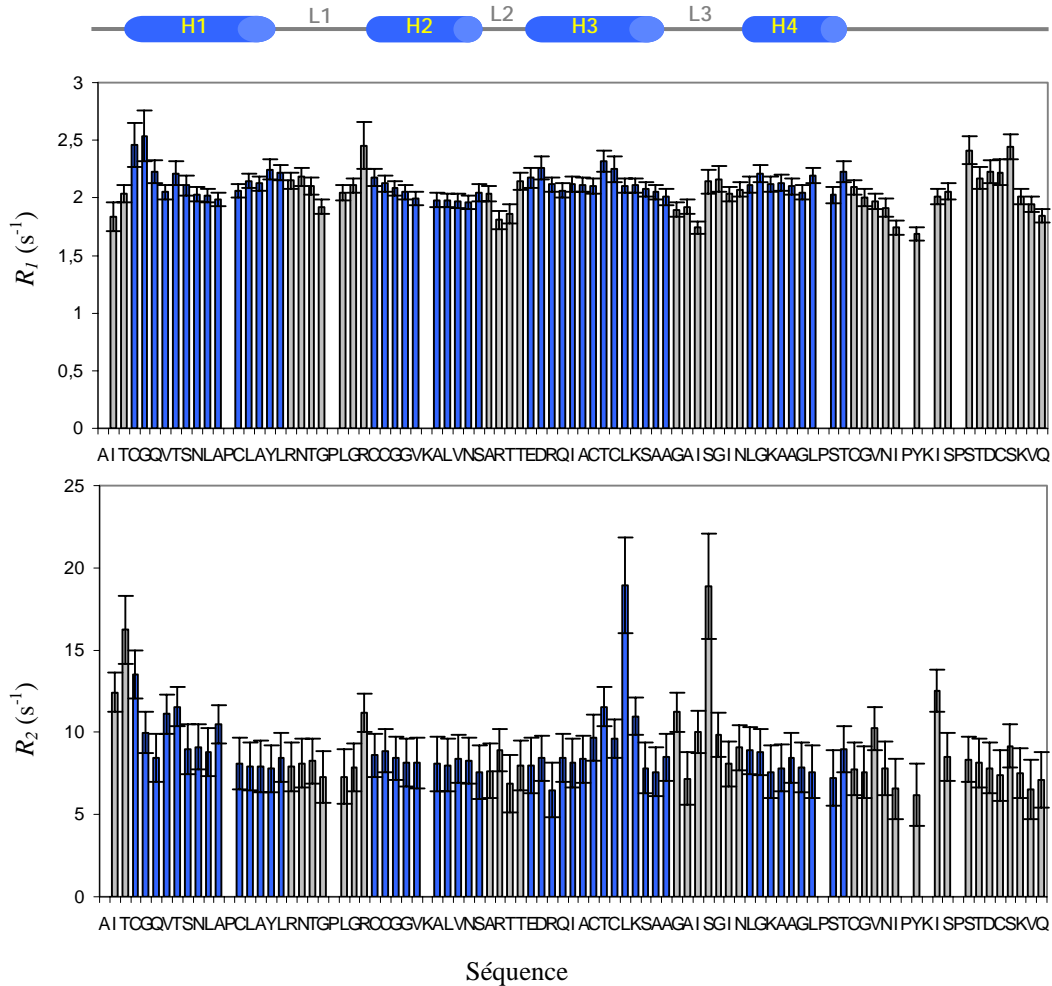 H1 L1 H2 L2 H3 L3 H4
3
2,5
2
1,5
1
0,5
0
R1 (s-1)
AITCGQVTSNLAPCLAYLRNTGPLGRCCGGVKALVNSARTTEDRQIACTCLKSAAGAISGINLGKAAGLPSTCGVNIPYKISPSTDCSKVQ
25
20
15
10
5
0
R2 (s-1)
AITCGQVTSNLAPCLAYLRNTGPLGRCCGGVKALVNSARTTEDRQIACTCLKSAAGAISGINLGKAAGLPSTCGVNIPYKISPSTDCSKVQ
Séquence